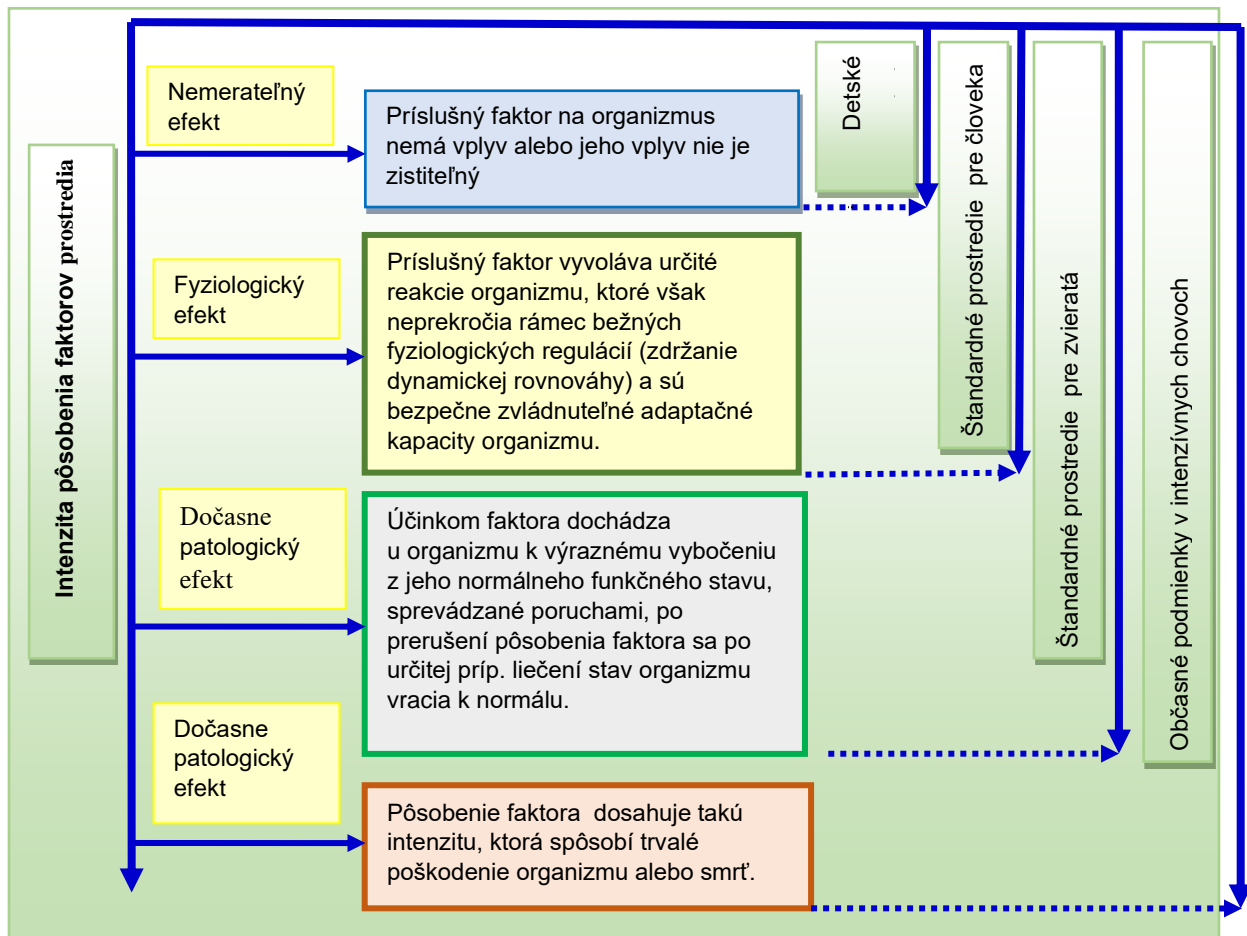 Intenzita pôsobenia faktorov prostredia
Nemerateľný
efekt
Príslušný faktor na organizmus
nemá vplyv alebo jeho vplyv nie je
zistiteľný
Fyziologický
efekt
Príslušný faktor vyvoláva určité
reakcie organizmu, ktoré však
neprekročia rámec bežných
fyziologických regulácií (zdržanie
dynamickej rovnováhy) a sú
bezpečne zvládnuteľné adaptačné
kapacity organizmu.
Dočasne
patologický
efekt
Účinkom faktora dochádza
u organizmu k výraznému vybočeniu
z jeho normálneho funkčného stavu,
sprevádzané poruchami, po
prerušení pôsobenia faktora sa po
určitej príp. liečení stav organizmu
vracia k normálu.
Dočasne
patologický
efekt
Pôsobenie faktora dosahuje takú
intenzitu, ktorá spôsobí trvalé
poškodenie organizmu alebo smrť.
Detské
Štandardné prostredie pre človeka
Štandardné prostredie pre zvieratá
Občasné podmienky v intenzívnych chovoch